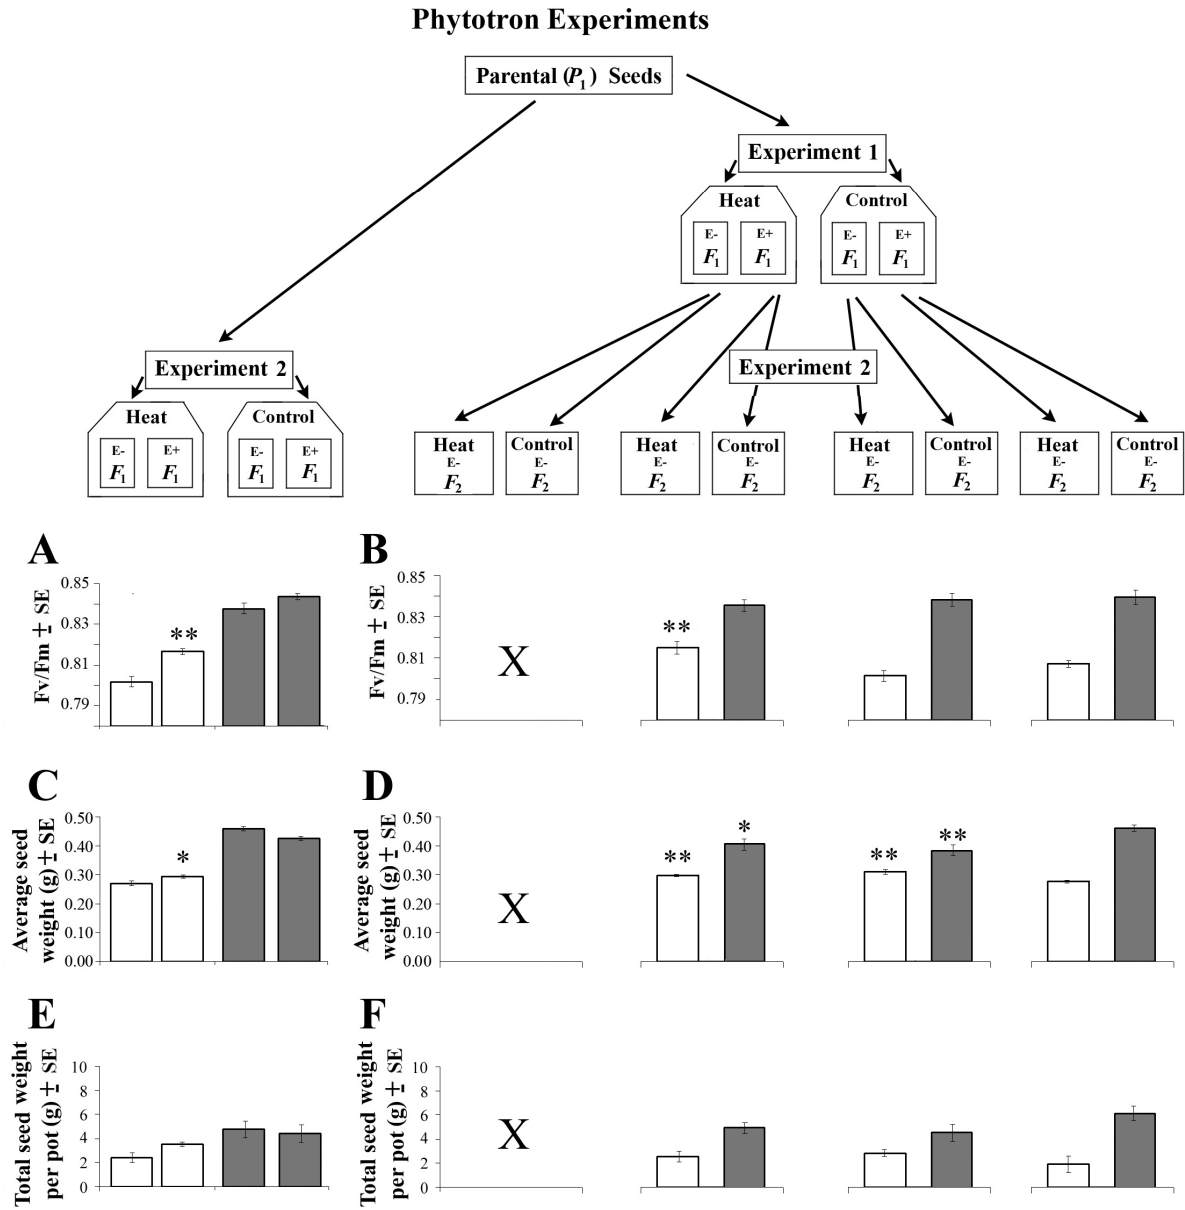 Phytotron Experiments
Parental (P1) Seeds
Experiment 1
Heat
Control
E-
E+
E-
E+
F1
F1
F1
F1
Experiment 2
Experiment 2
Heat
Control
E-
E+
E-
E+
F1
F1
F1
F1
Heat
Control
Heat
Control
Heat
Control
Heat
Control
E-
E-
E-
E-
E-
E-
E-
E-
F2
F2
F2
F2
F2
F2
F2
F2
A
Fv/Fm ± SE
0.85
0.83
0.81
0.79
**
B
Fv/Fm ± SE
0.85
0.83
0.81
0.79
X
**
C
Average seed
weight (g) ± SE
0.50
0.40
0.30
0.20
0.10
0.00
*
D
Average seed
weight (g) ± SE
0.50
0.40
0.30
0.20
0.10
0.00
X
**
*
**
**
E
Total seed weight
per pot (g) ± SE
10
8
6
4
2
0
F
Total seed weight
per pot (g) ± SE
10
8
6
4
2
0
X